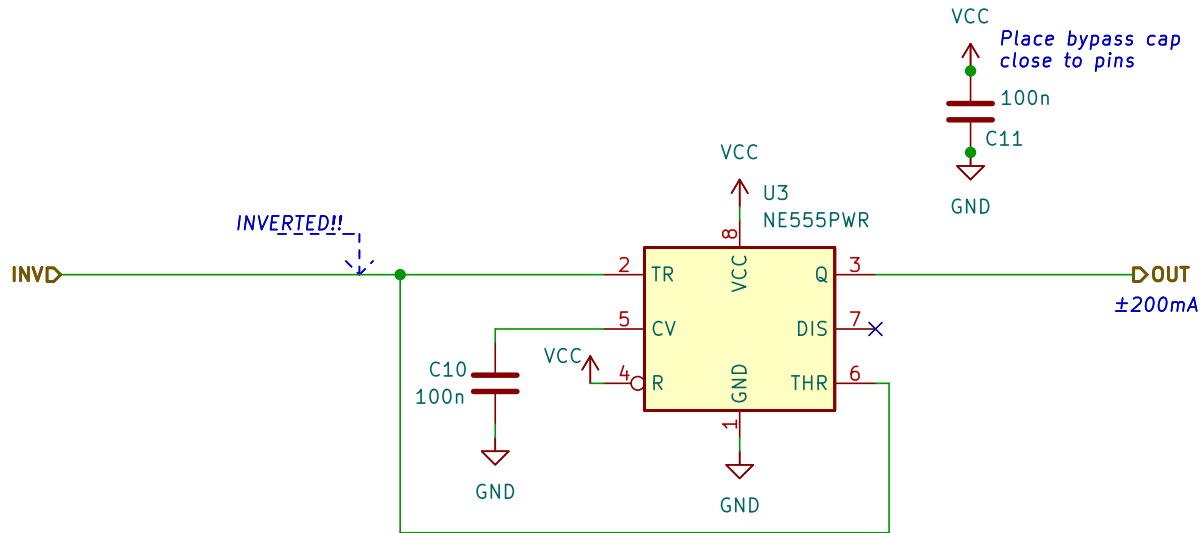 VCC
Place bypass cap
close to pins
100n
C11
GND
VCC
U3
NE555PWR
INVERTED!!
8
INV
2
TR
VCC
Q
3
OUT
±200mA
5
CV
DIS
7
VCC
C10
100n
4
R
GND
THR
6
1
GND
GND